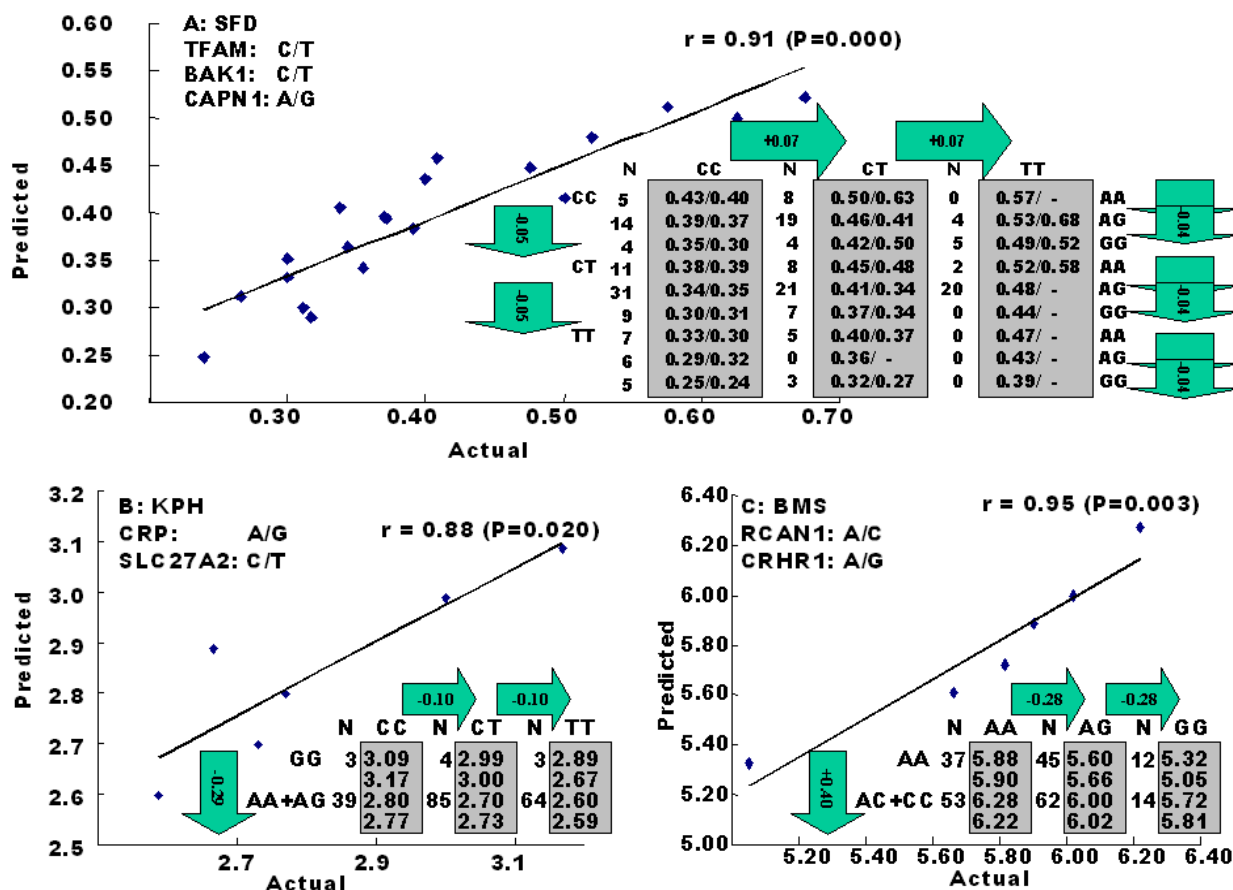 A: SFD
TFAM: C/T
BAK1: C/T
CAPN1: A/G
r = 0.91 (P=0.000)
0.60
0.55
0.50
0.45
0.40
0.35
0.30
0.25
0.20
Predicted
+0.07 +0.07
N CC N CT N TT
CC 5 0.43/0.40 8 0.50/0.63 0 0.57/ - AA
14 0.39/0.37 19 0.46/0.41 4 0.53/0.68 AG
4 0.35/0.30 4 0.42/0.50 5 0.49/0.52 GG
CT 11 0.38/0.39 8 0.45/0.48 2 0.52/0.58 AA
31 0.34/0.35 21 0.41/0.34 20 0.48/ - AG
9 0.30/0.31 7 0.37/0.34 0 0.44/ - GG
TT 7 0.33/0.30 5 0.40/0.37 0 0.47/ - AA
6 0.29/0.32 0 0.36/ - 0 0.43/ - AG
5 0.25/0.24 3 0.32/0.27 0 0.39/ - GG
-0.05
-0.05
-0.04
-0.04
-0.04
0.30 0.40 0.50 0.60 0.70
Actual
B: KPH
CRP: A/G
SLC27A2: C/T
r = 0.88 (P=0.020)
3.2
3.1
3.0
2.9
2.8
2.7
2.6
2.5
Predicted
-0.10 -0.10
N CC N CT N TT
GG 3 3.09 4 2.99 3 2.89
3.17 3.00 2.67
AA+AG 39 2.80 85 2.70 64 2.60
2.77 2.73 2.59
-0.29
2.7 2.9 3.1
Actual
C: BMS
RCAN1: A/C
CRHR1: A/G
r = 0.95 (P=0.003)
6.40
6.20
6.00
5.80
5.60
5.40
5.20
5.00
Predicted
-0.28 -0.28
N AA N AG N GG
AA 37 5.88 45 5.60 12 5.32
5.90 5.66 5.05
AC+CC 53 6.28 62 6.00 14 5.72
6.22 6.02 5.81
+0.40
5.20 5.40 5.60 5.80 6.00 6.20 6.40
Actual